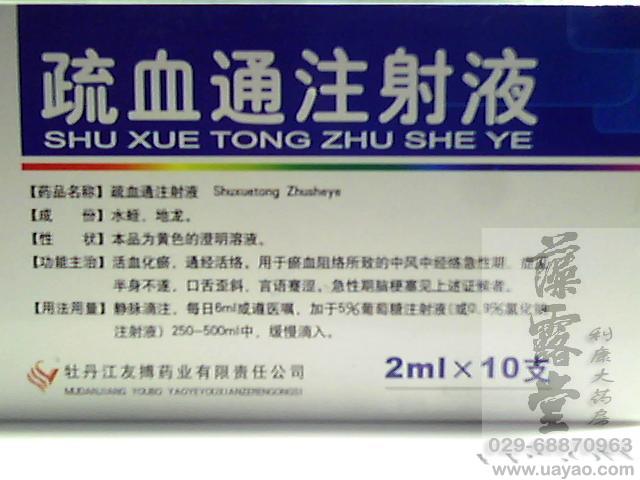 疏血通注射液
SHU XUE TONG ZHU SHE YE
【药品名称】疏血通注射液 Shuxuetong Zhusheye
【成 份】水蛭、地龙。
【性 状】本品为黄色的澄明溶液。
【功能主治】活血化瘀，通经活络。用于瘀血阻络所致的中风中经络急性期，症见
半身不遂，口舌歪斜，言语蹇涩。急性期脑梗塞见上述证候者。
【用法用量】静脉滴注，每日6ml或遵医嘱，加于5%葡萄糖注射液（或0.9%氯化钠
注射液）250-500ml中，缓慢滴入。
牡丹江友搏药业有限责任公司
MUDANJIANG YOUBO YAOYEYOUXIANZERENGONGSI
2ml×10支
藻露堂
利康大药房
029-68870963
www.uayao.com